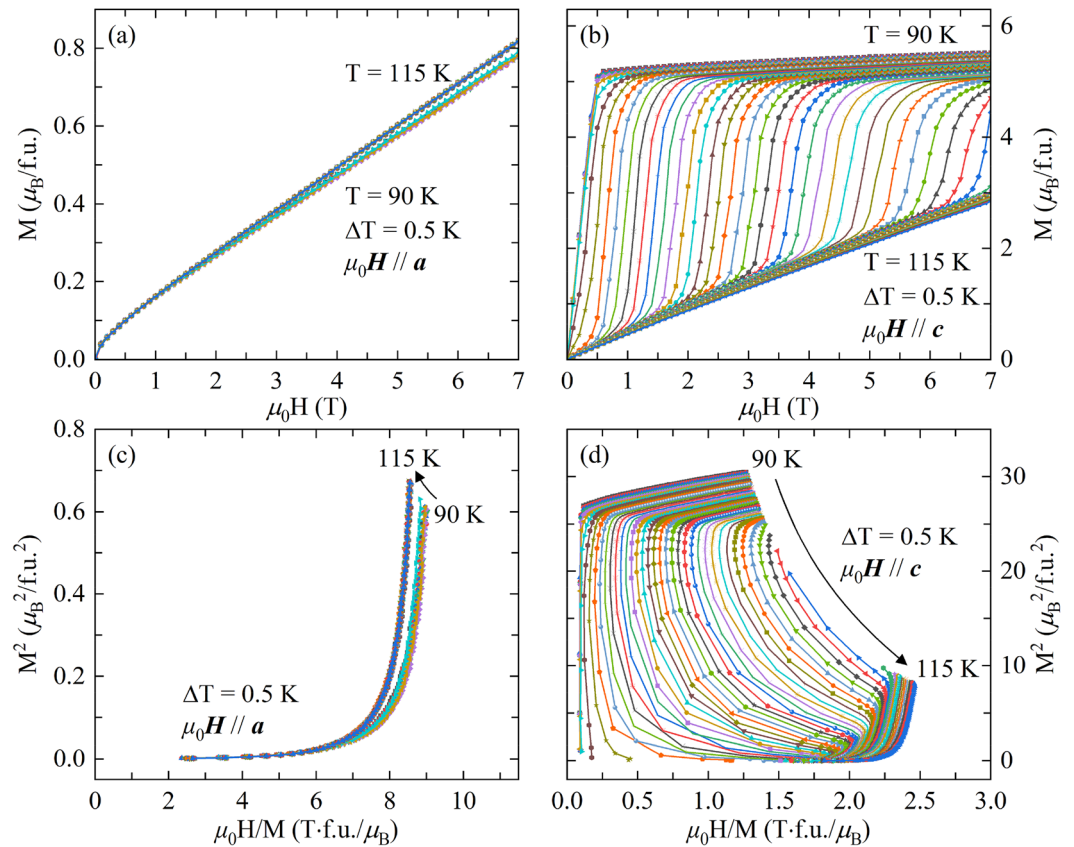 (a)
T = 115 K
T = 90 K
ΔT = 0.5 K
μ₀H // a
0.0
0.2
0.4
0.6
0.8
M (μB/f.u.)
0 1 2 3 4 5 6 7
μ₀H (T)
(b)
T = 90 K
T = 115 K
ΔT = 0.5 K
μ₀H // c
6
4
2
0
M (μB/f.u.)
0 1 2 3 4 5 6 7
μ₀H (T)
(c)
115 K
90 K
ΔT = 0.5 K
μ₀H // a
0.8
0.6
0.4
0.2
0.0
M² (μB²/f.u.²)
0 2 4 6 8 10
μ₀H/M (T·f.u./μB)
(d)
90 K
ΔT = 0.5 K
μ₀H // c
115 K
30
20
10
0
M² (μB²/f.u.²)
0.0 0.5 1.0 1.5 2.0 2.5 3.0
μ₀H/M (T·f.u./μB)